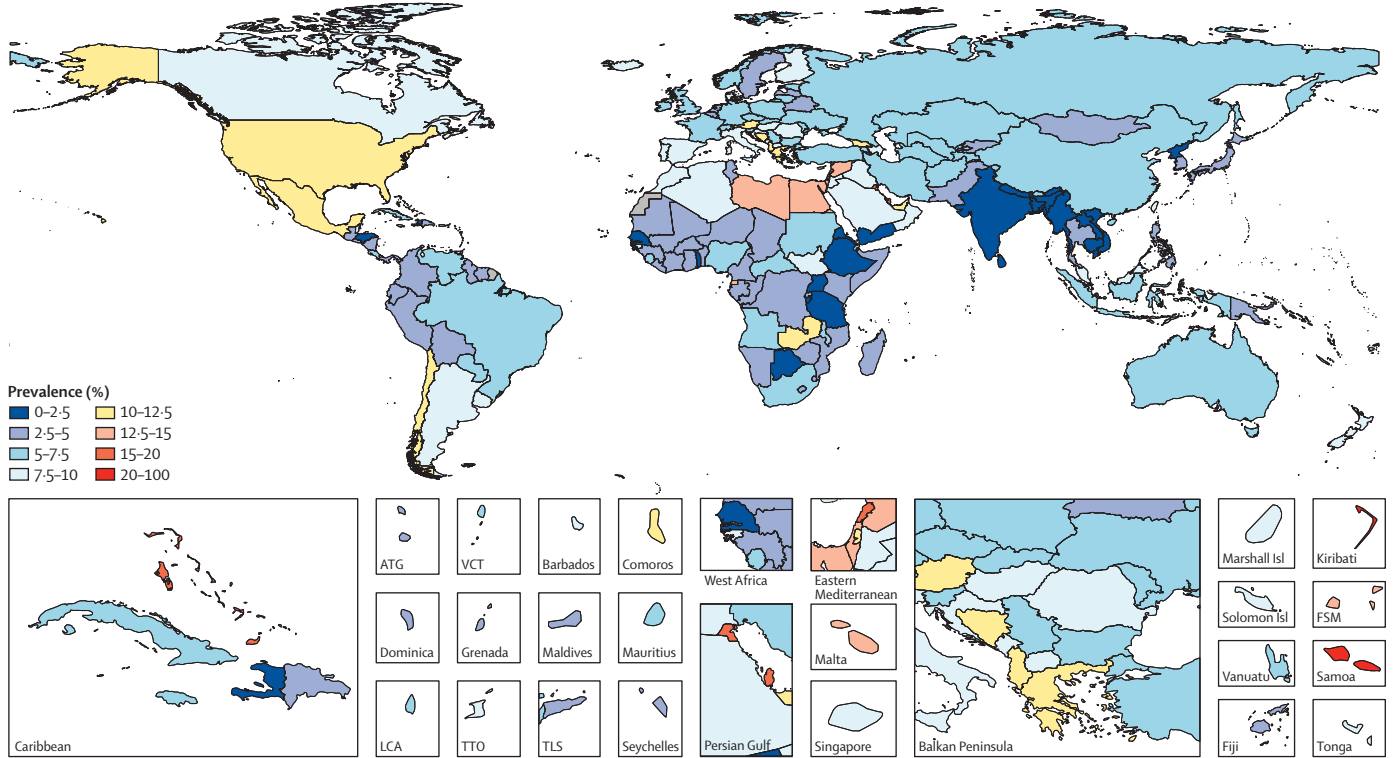 Prevalence (%)
0–2·5
10–12·5
2·5–5
12·5–15
5–7·5
15–20
7·5–10
20–100
Caribbean
ATG
VCT
Barbados
Comoros
Dominica
Grenada
Maldives
Mauritius
LCA
TTO
TLS
Seychelles
West Africa
Eastern
Mediterranean
Persian Gulf
Malta
Singapore
Balkan Peninsula
Marshall Isl
Kiribati
Solomon Isl
FSM
Vanuatu
Samoa
Fiji
Tonga